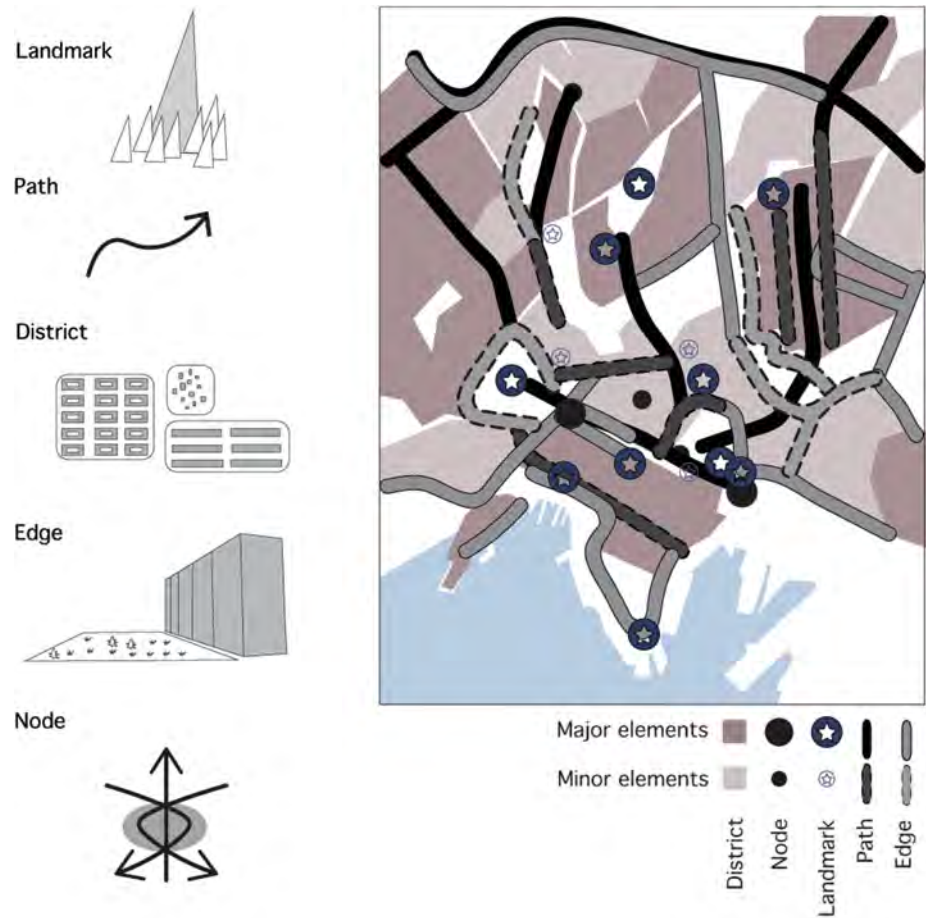 Landmark
Path
District
Edge
Node
Major elements
Minor elements
District
Node
Landmark
Path
Edge